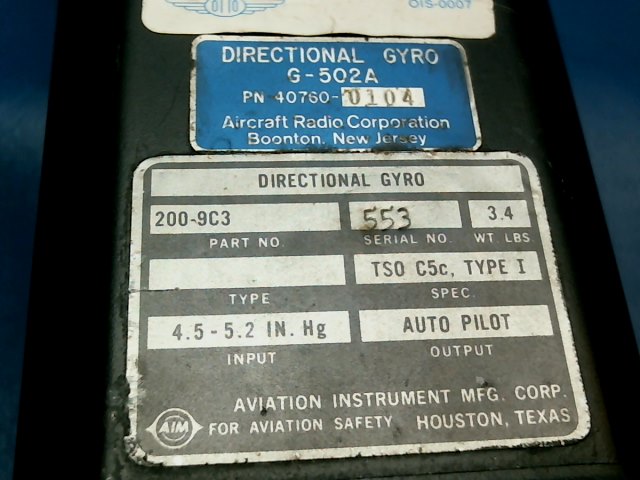 OIS-0007
DIRECTIONAL GYRO
G-502A
PN 40760-0104
Aircraft Radio Corporation
Boonton, New Jersey
DIRECTIONAL GYRO
200-9C3 553 3.4
PART NO. SERIAL NO. WT. LBS
TSO C5c, TYPE I
TYPE SPEC.
4.5-5.2 IN. Hg AUTO PILOT
INPUT OUTPUT
AVIATION INSTRUMENT MFG. CORP.
AIM FOR AVIATION SAFETY HOUSTON, TEXAS